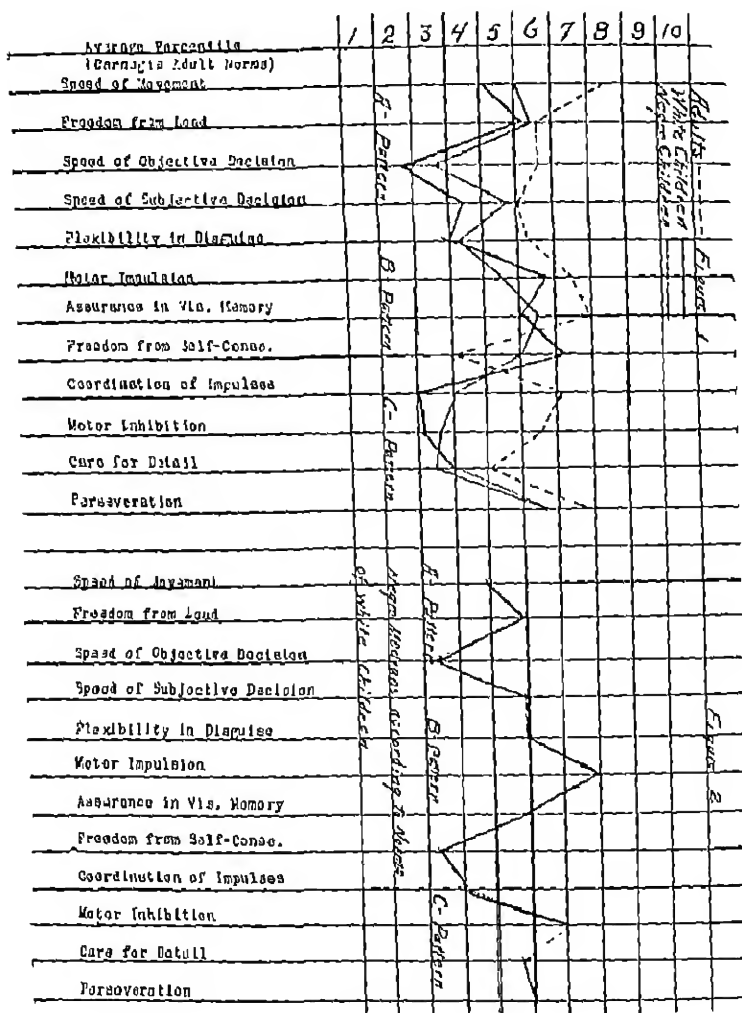 1 2 3 4 5 6 7 8 9 10
Average Percentile
(Carnegie Adult Norms)
Speed of Movement
Freedom from Load
Speed of Objective Decision
Speed of Subjective Decision
Flexibility in Disguise
Motor Impulsion
Assurance in Vis. Memory
Freedom from Self-Consc.
Coordination of Impulses
Motor Inhibition
Care for Detail
Perseveration
A- Pattern
B- Pattern
C- Pattern
Adults
White Children
Negro Children
Figure 1
Speed of Movement
Freedom from Load
Speed of Objective Decision
Speed of Subjective Decision
Flexibility in Disguise
Motor Impulsion
Assurance in Vis. Memory
Freedom from Self-Consc.
Coordination of Impulses
Motor Inhibition
Care for Detail
Perseveration
A- Pattern
B- Pattern
C- Pattern
Negro Medians according to Norms
of White Children
Figure 2